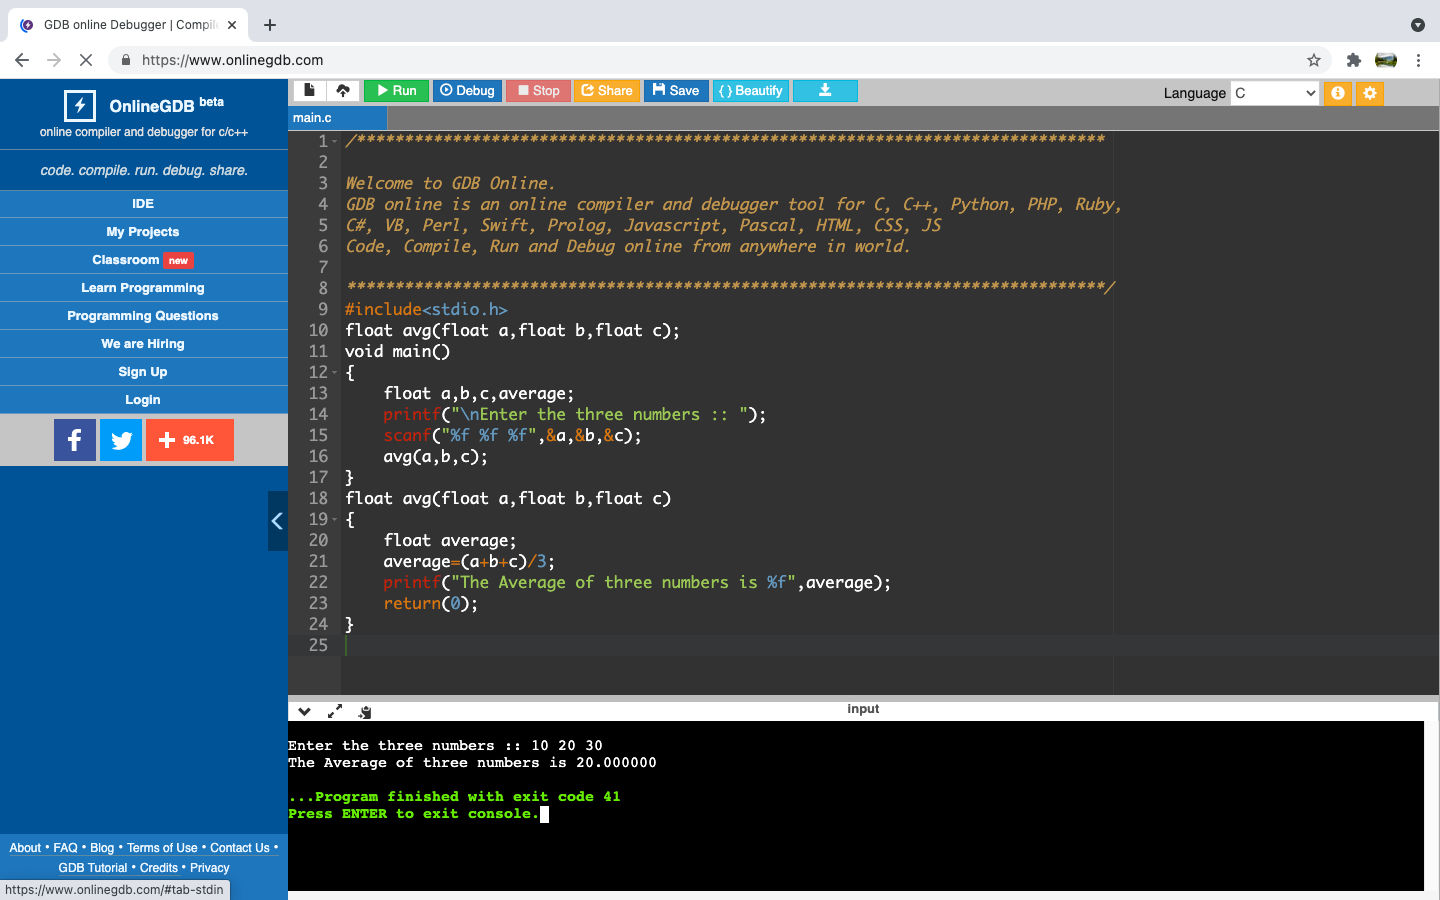 GDB online Debugger | Compil
https://www.onlinegdb.com
OnlineGDB beta
online compiler and debugger for c/c++
code. compile. run. debug. share.
IDE
My Projects
Classroom new
Learn Programming
Programming Questions
We are Hiring
Sign Up
Login
96.1K
About • FAQ • Blog • Terms of Use • Contact Us •
GDB Tutorial • Credits • Privacy
https://www.onlinegdb.com/#tab-stdin
Run Debug Stop Share Save { } Beautify
Language C
main.c
1 /******************************************************************************
2
3 Welcome to GDB Online.
4 GDB online is an online compiler and debugger tool for C, C++, Python, PHP, Ruby,
5 C#, VB, Perl, Swift, Prolog, Javascript, Pascal, HTML, CSS, JS
6 Code, Compile, Run and Debug online from anywhere in world.
7
8 *******************************************************************************/
9 #include<stdio.h>
10 float avg(float a,float b,float c);
11 void main()
12 {
13     float a,b,c,average;
14     printf("\nEnter the three numbers :: ");
15     scanf("%f %f %f",&a,&b,&c);
16     avg(a,b,c);
17 }
18 float avg(float a,float b,float c)
19 {
20     float average;
21     average=(a+b+c)/3;
22     printf("The Average of three numbers is %f",average);
23     return(0);
24 }
25
input
Enter the three numbers :: 10 20 30
The Average of three numbers is 20.000000
...Program finished with exit code 41
Press ENTER to exit console.